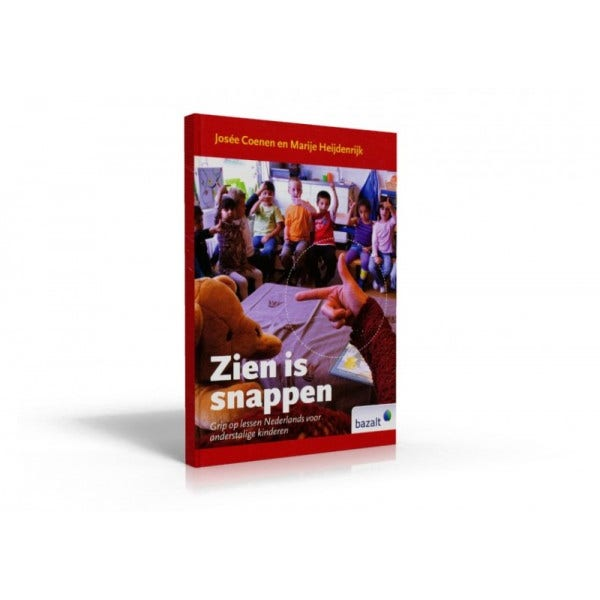 Josée Coenen en Marije Heijdenrijk
Zien is
snappen
Grip op lessen Nederlands voor
anderstalige kinderen
bazalt